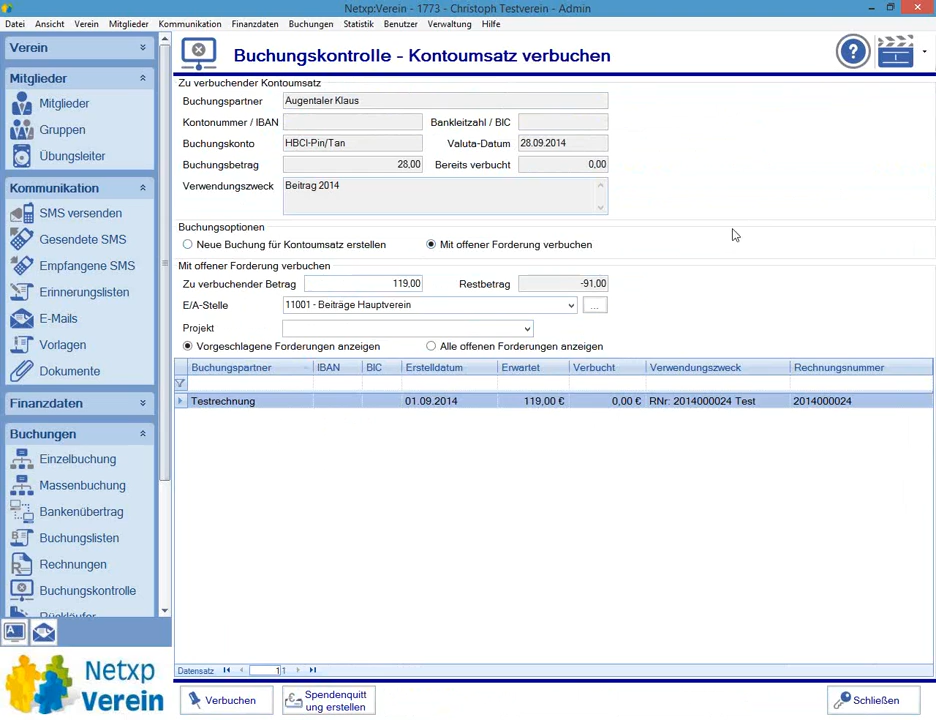 Netxp:Verein - 1773 - Christoph Testverein - Admin
Datei Ansicht Verein Mitglieder Kommunikation Finanzdaten Buchungen Statistik Benutzer Verwaltung Hilfe
Verein
Mitglieder
Mitglieder
Gruppen
Übungsleiter
Kommunikation
SMS versenden
Gesendete SMS
Empfangene SMS
Erinnerungslisten
E-Mails
Vorlagen
Dokumente
Finanzdaten
Buchungen
Einzelbuchung
Massenbuchung
Bankenübertrag
Buchungslisten
Rechnungen
Buchungskontrolle
Rückläufer
Netxp
Verein
Buchungskontrolle - Kontoumsatz verbuchen
Zu verbuchender Kontoumsatz
Buchungspartner Augentaler Klaus
Kontonummer / IBAN Bankleitzahl / BIC
Buchungskonto HBCI-Pin/Tan Valuta-Datum 28.09.2014
Buchungsbetrag 28,00 Bereits verbucht 0,00
Verwendungszweck Beitrag 2014
Buchungsoptionen
Neue Buchung für Kontoumsatz erstellen Mit offener Forderung verbuchen
Mit offener Forderung verbuchen
Zu verbuchender Betrag 119,00 Restbetrag -91,00
E/A-Stelle 11001 - Beiträge Hauptverein ...
Projekt
Vorgeschlagene Forderungen anzeigen Alle offenen Forderungen anzeigen
Buchungspartner IBAN BIC Erstelldatum Erwartet Verbucht Verwendungszweck Rechnungsnummer
Testrechnung 01.09.2014 119,00 € 0,00 € RNr: 2014000024 Test 2014000024
Datensatz 1 1
Verbuchen
Spendenquitt
ung erstellen
Schließen